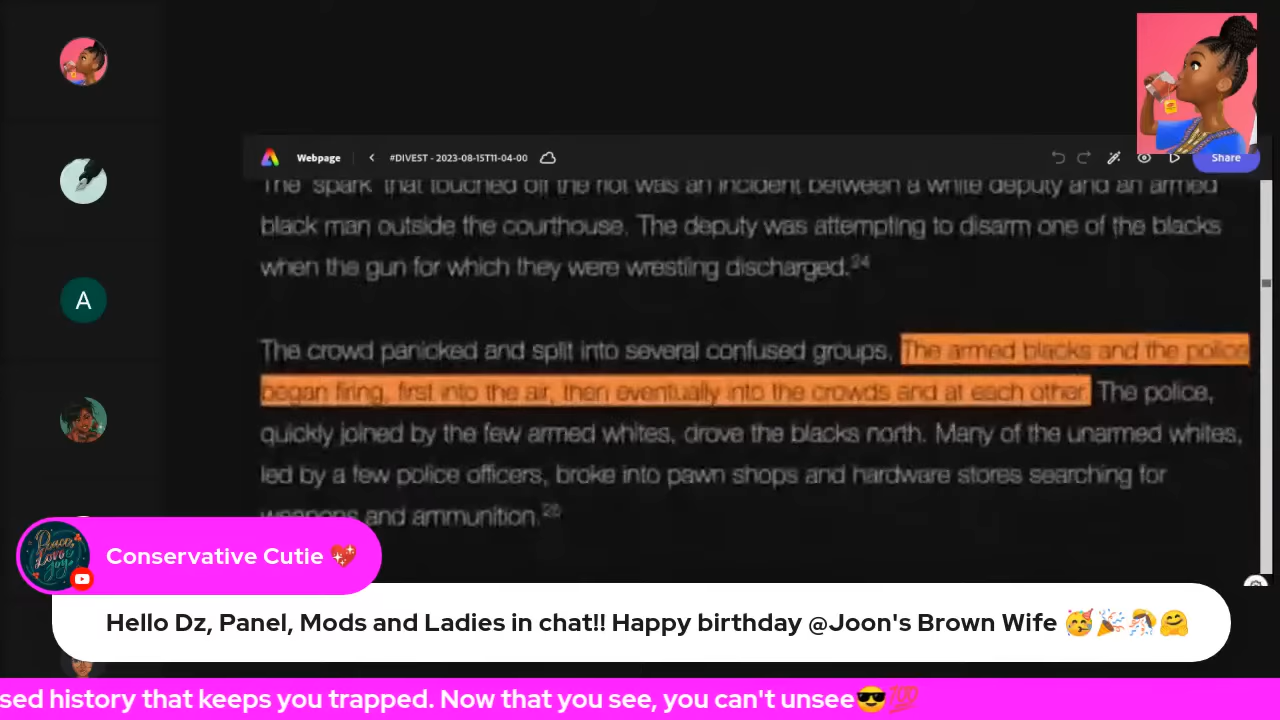 Webpage
#DIVEST - 2023-08-15T11-04-00
Share
The 'spark' that touched off the riot was an incident between a white deputy and an armed
black man outside the courthouse. The deputy was attempting to disarm one of the blacks
when the gun for which they were wrestling discharged.24
The crowd panicked and split into several confused groups. The armed blacks and the police
began firing, first into the air, then eventually into the crowds and at each other. The police,
quickly joined by the few armed whites, drove the blacks north. Many of the unarmed whites,
led by a few police officers, broke into pawn shops and hardware stores searching for
weapons and ammunition.25
A
Peace, Love, Joy
Conservative Cutie 💖
Hello Dz, Panel, Mods and Ladies in chat!! Happy birthday @Joon's Brown Wife 🥳🎉🎊🤗
sed history that keeps you trapped. Now that you see, you can't unsee😎💯